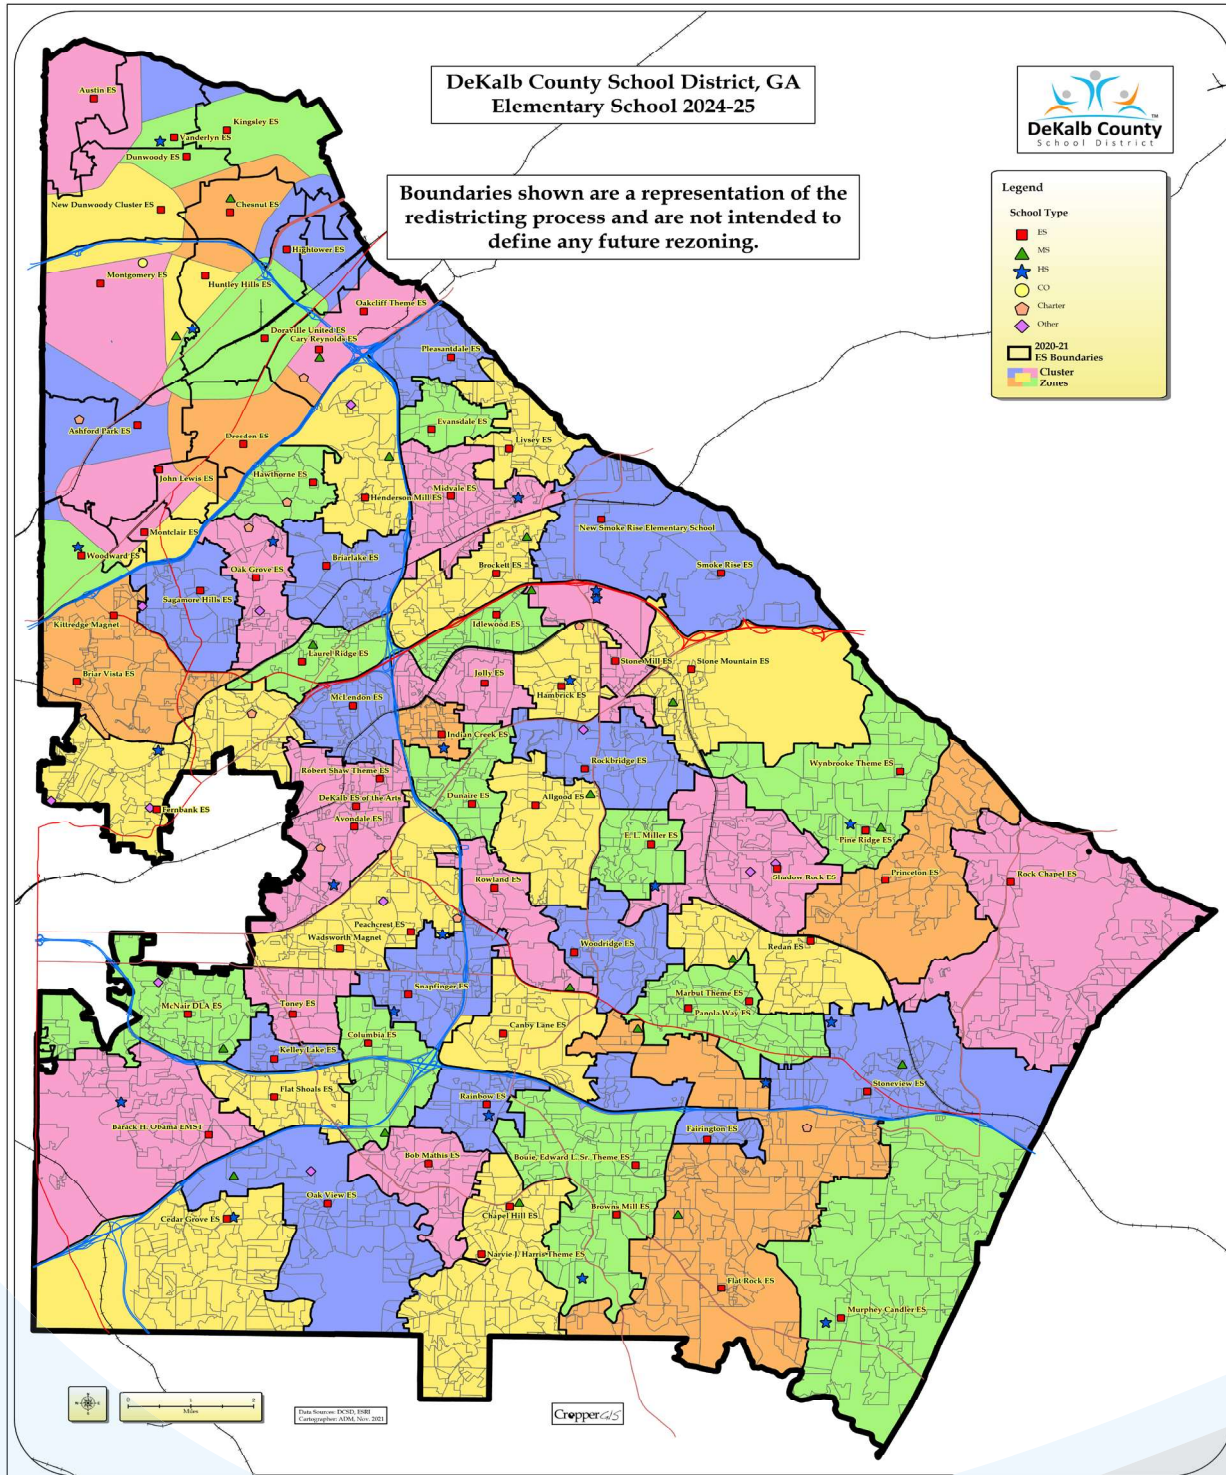 DeKalb County School District, GA
Elementary School 2024-25
Boundaries shown are a representation of the
redistricting process and are not intended to
define any future rezoning.
DeKalb County
School District
TM
Legend
School Type
ES
MS
HS
CO
Charter
Other
2020-21
ES Boundaries
Cluster
Zones
Austin ES
Kingsley ES
Vanderlyn ES
Dunwoody ES
New Dunwoody Cluster ES
Chesnut ES
Hightower ES
Montgomery ES
Huntley Hills ES
Oakcliff Theme ES
Doraville United ES
Cary Reynolds ES
Pleasantdale ES
Ashford Park ES
Dresden ES
Evansdale ES
Livsey ES
John Lewis ES
Hawthorne ES
Henderson Mill ES
Midvale ES
New Smoke Rise Elementary School
Montclair ES
Woodward ES
Oak Grove ES
Briarlake ES
Brockett ES
Smoke Rise ES
Sagamore Hills ES
Kittredge Magnet
Idlewood ES
Laurel Ridge ES
Stone Mill ES
Stone Mountain ES
Briar Vista ES
Jolly ES
Hambrick ES
McLendon ES
Indian Creek ES
Rockbridge ES
Wynbrooke Theme ES
Robert Shaw Theme ES
DeKalb ES of the Arts
Dunaire ES
Allgood ES
Fernbank ES
Avondale ES
E. L. Miller ES
Pine Ridge ES
Rowland ES
Shadow Rock ES
Princeton ES
Rock Chapel ES
Peachcrest ES
Wadsworth Magnet
Woodridge ES
Redan ES
Snapfinger ES
McNair DLA ES
Toney ES
Marbut Theme ES
Panola Way ES
Columbia ES
Canby Lane ES
Kelley Lake ES
Flat Shoals ES
Rainbow ES
Stoneview ES
Barack H. Obama EMST
Fairington ES
Bob Mathis ES
Bouie, Edward L. Sr. Theme ES
Oak View ES
Cedar Grove ES
Chapel Hill ES
Browns Mill ES
Narvie J. Harris Theme ES
Flat Rock ES
Murphey Candler ES
0 1 2
Miles
Data Sources: DCSD, ESRI
Cartographer: ADM, Nov. 2021
Cropper GIS